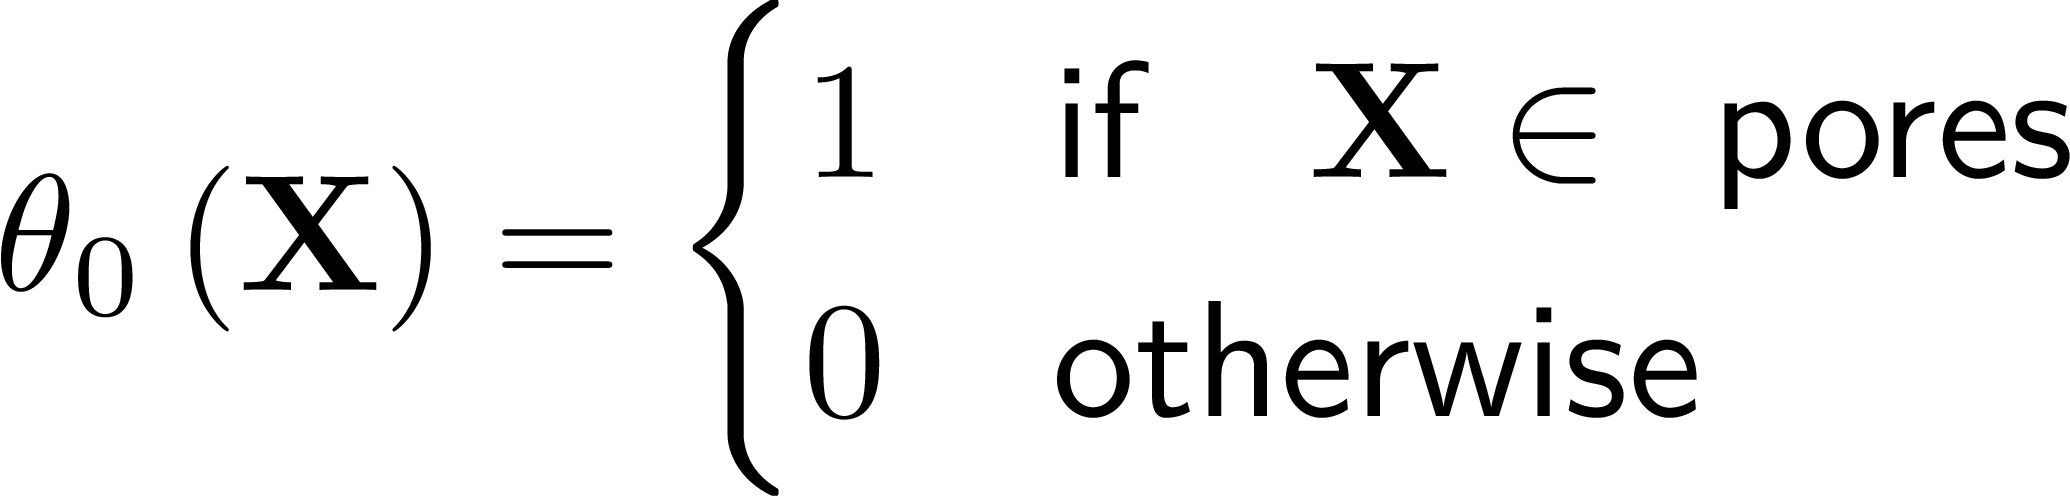 θ₀ (𝐗) = { 1 if 𝐗 ∈ pores
0 otherwise